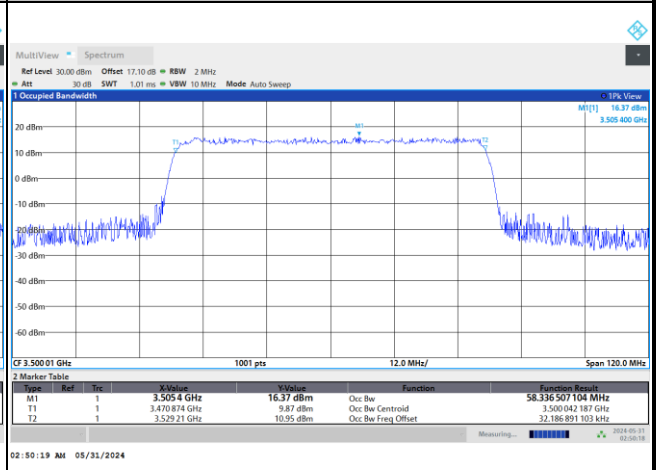 MultiView Spectrum
Ref Level 30.00 dBm Offset 17.10 dB RBW 2 MHz
Att 30 dB SWT 1.01 ms VBW 10 MHz Mode Auto Sweep
1 Occupied Bandwidth 1Pk View
M1[1] 16.37 dBm
3.505 400 GHz
20 dBm
M1
T1
T2
10 dBm
0 dBm
-10 dBm
-20 dBm
-30 dBm
-40 dBm
-50 dBm
-60 dBm
CF 3.500 01 GHz 1001 pts 12.0 MHz/ Span 120.0 MHz
2 Marker Table
Type Ref Trc X-Value Y-Value Function Function Result
M1 1 3.505 4 GHz 16.37 dBm Occ Bw 58.336 507 104 MHz
T1 1 3.470 874 GHz 9.87 dBm Occ Bw Centroid 3.500 042 187 GHz
T2 1 3.529 21 GHz 10.95 dBm Occ Bw Freq Offset 32.186 891 103 kHz
Measuring... 2024-05-31
02:50:18
02:50:19 AM 05/31/2024